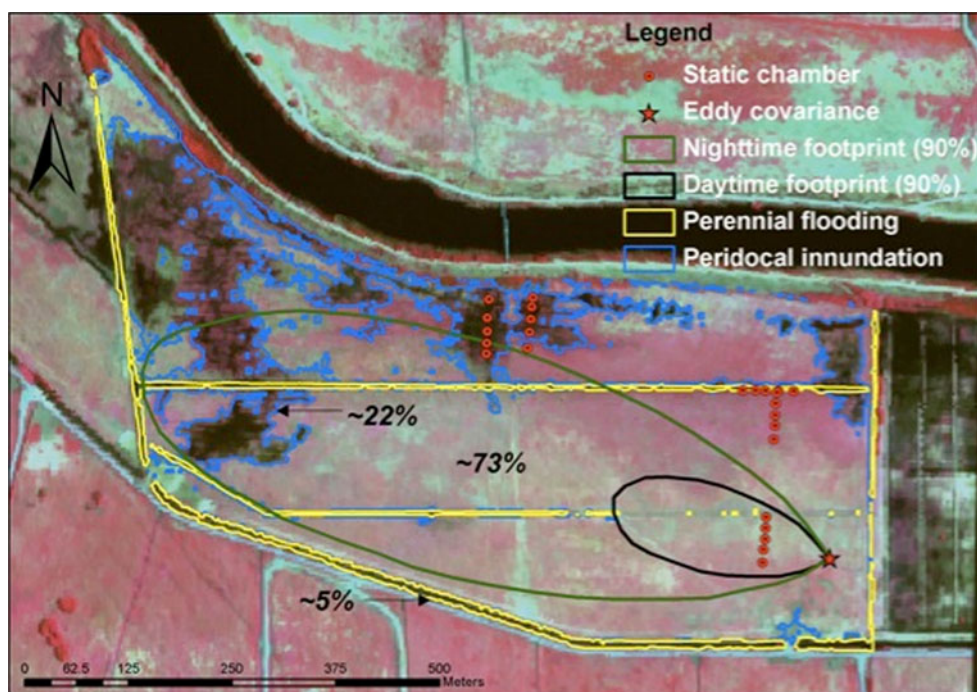 Legend
Static chamber
Eddy covariance
Nighttime footprint (90%)
Daytime footprint (90%)
Perennial flooding
Peridocal innundation
N
~22%
~73%
~5%
0 62.5 125 250 375 500
Meters